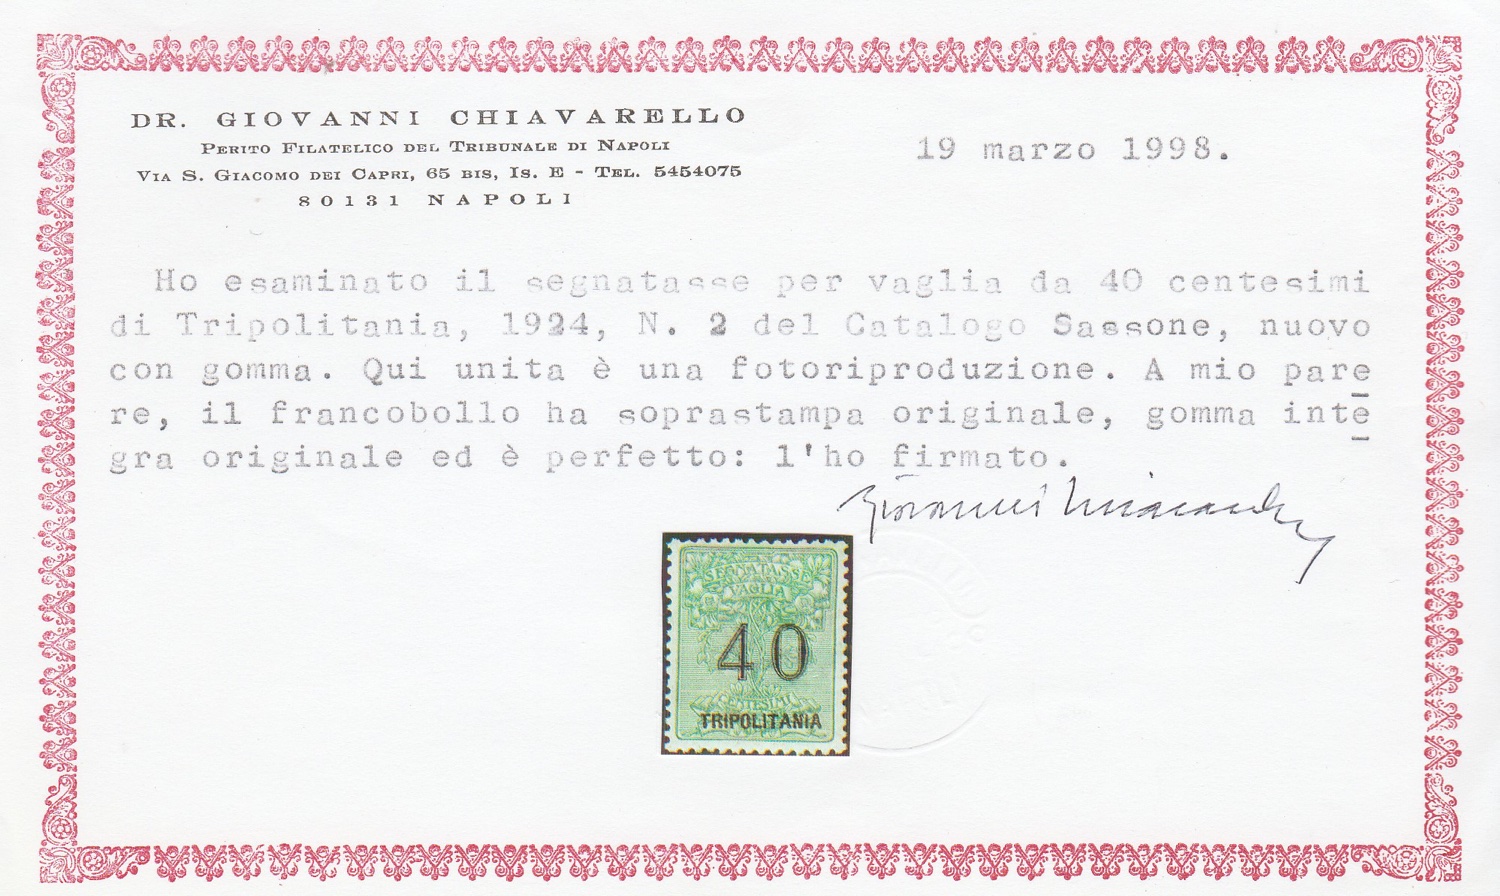 DR. GIOVANNI CHIAVARELLO
PERITO FILATELICO DEL TRIBUNALE DI NAPOLI
VIA S. GIACOMO DEI CAPRI, 65 BIS, IS. E - TEL. 5454075
80131 NAPOLI
19 marzo 1998.
Ho esaminato il segnatasse per vaglia da 40 centesimi
di Tripolitania, 1924, N. 2 del Catalogo Sassone, nuovo
con gomma. Qui unita è una fotoriproduzione. A mio pare
re, il francobollo ha soprastampa originale, gomma inte
gra originale ed è perfetto: l'ho firmato.
Giovanni Chiavarello
SEGNATASSE
VAGLIA
40
CENTESIMI
TRIPOLITANIA